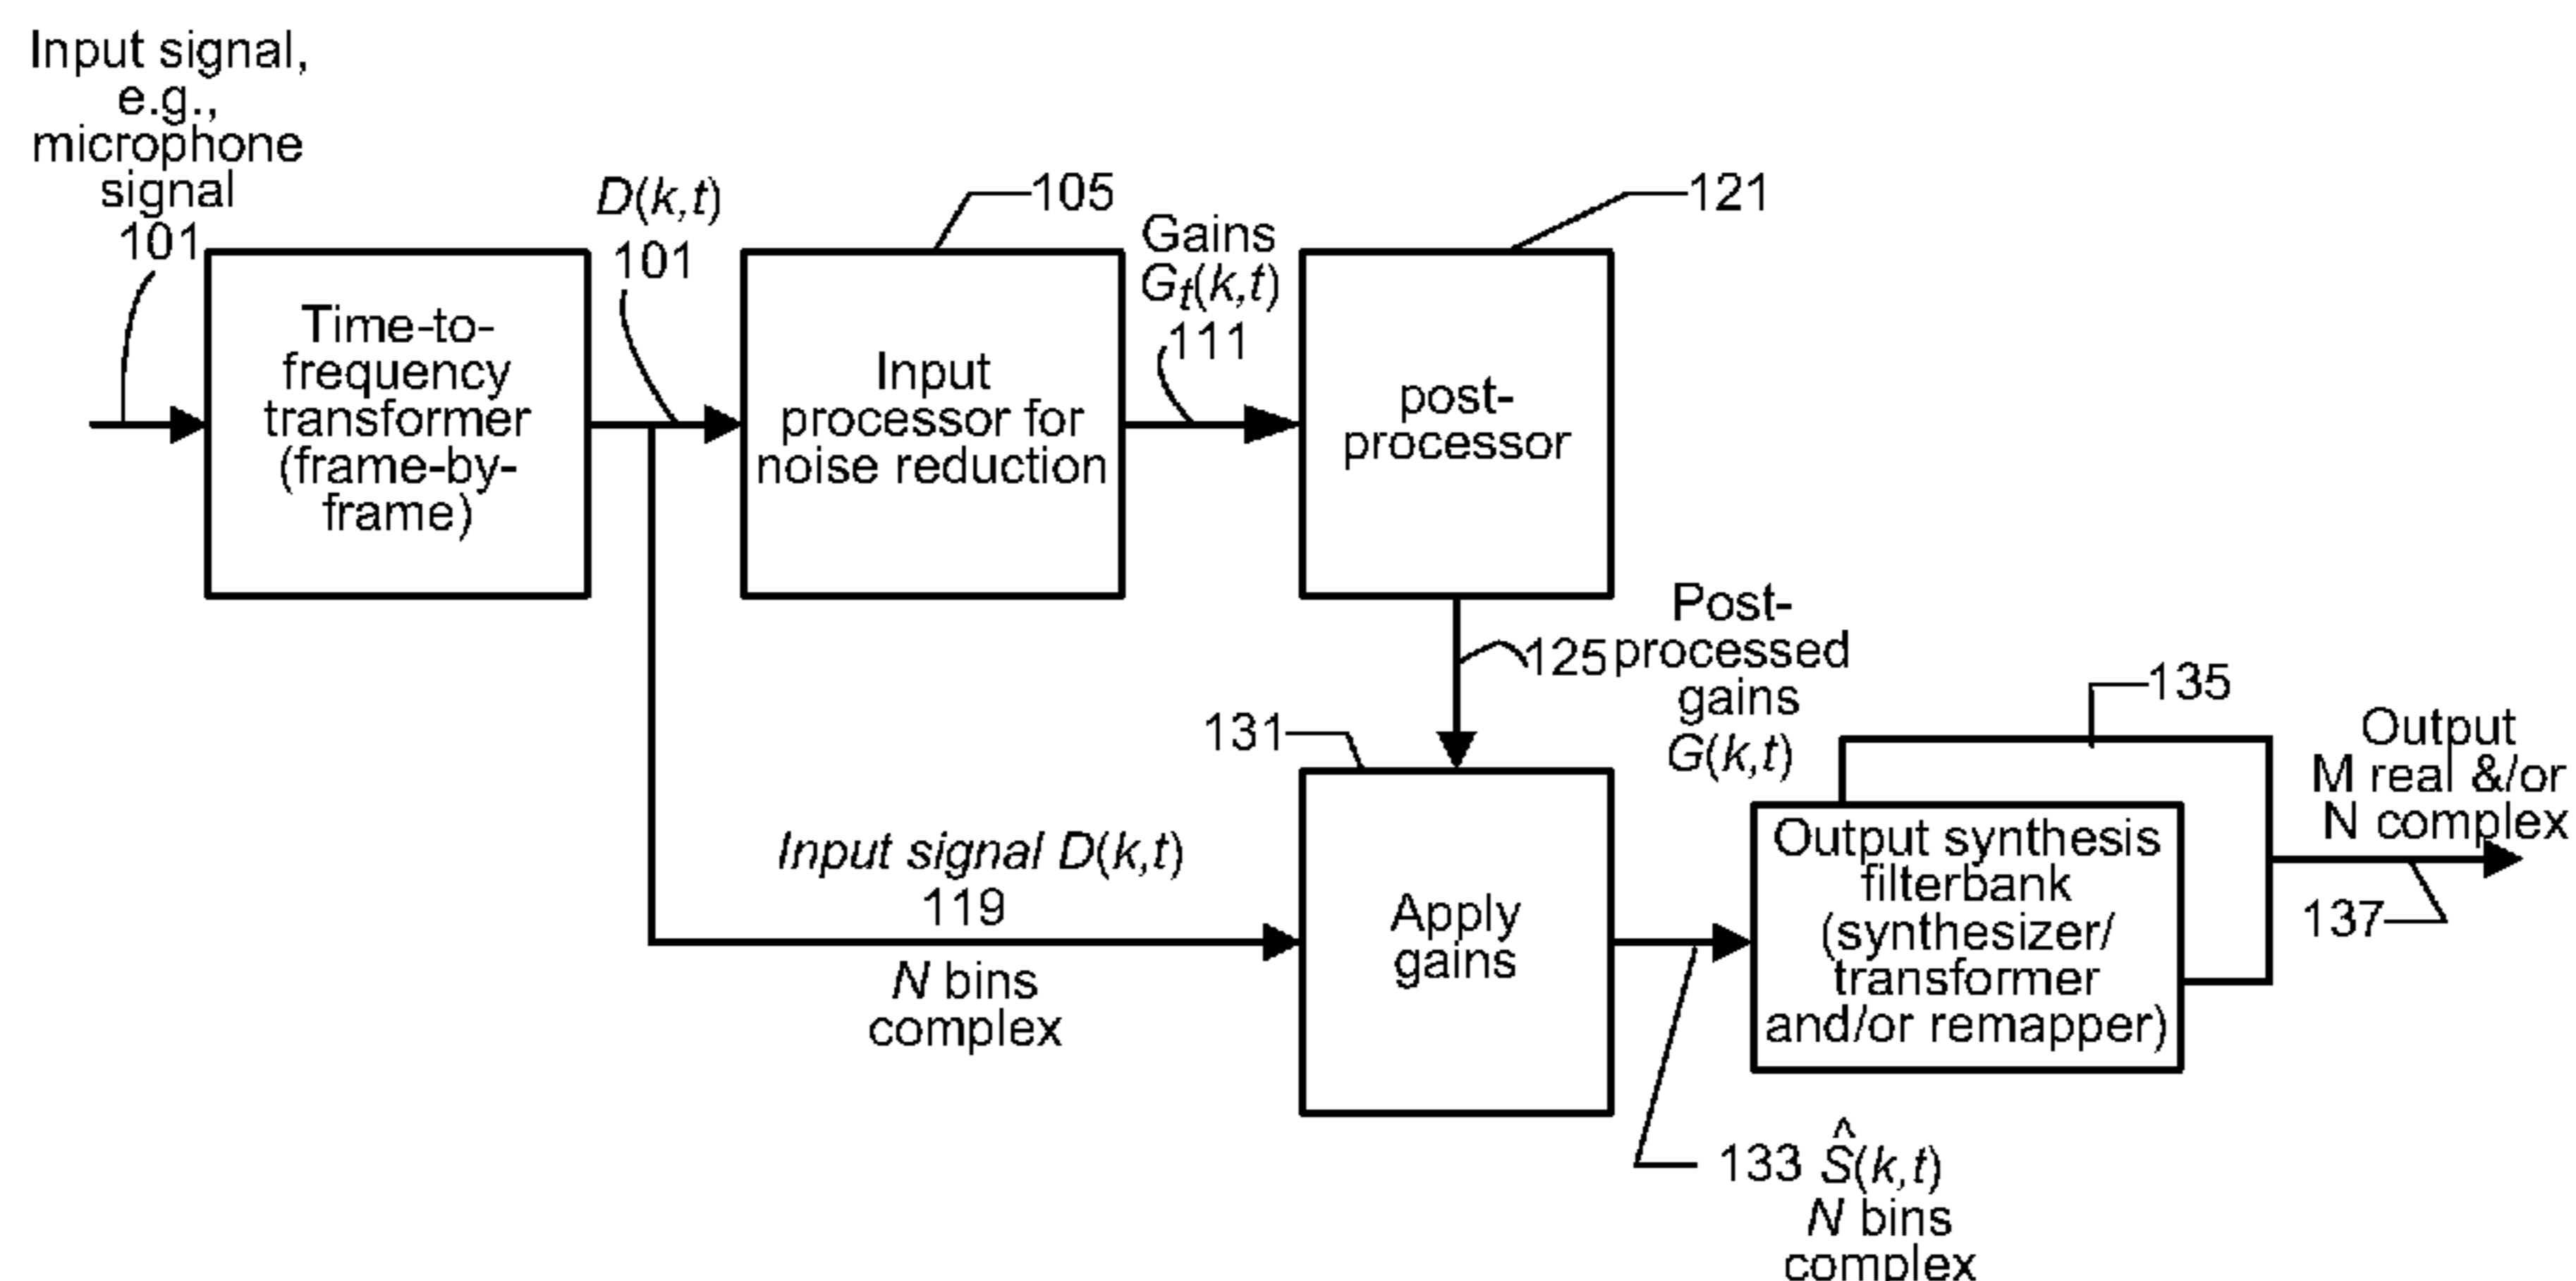 Input signal,
e.g.,
microphone
signal
101
D(k,t)
101
105
Gains
Gt(k,t)
111
121
Time-to-
frequency
transformer
(frame-by-
frame)
Input
processor for
noise reduction
post-
processor
125
Post-
processed
gains
G(k,t)
131
135
Output
M real &/or
N complex
137
Input signal D(k,t)
119
N bins
complex
Apply
gains
Output synthesis
filterbank
(synthesizer/
transformer
and/or remapper)
133 Ŝ(k,t)
N bins
complex